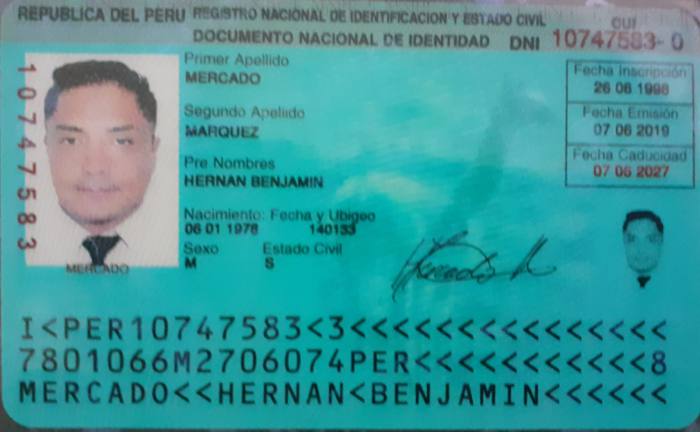 REPUBLICA DEL PERU REGISTRO NACIONAL DE IDENTIFICACION Y ESTADO CIVIL
DOCUMENTO NACIONAL DE IDENTIDAD DNI 10747583-0
CUI
Primer Apellido
MERCADO
Segundo Apellido
MARQUEZ
Pre Nombres
HERNAN BENJAMIN
Nacimiento: Fecha y Ubigeo
06 01 1978 140133
Sexo Estado Civil
M S
Fecha Inscripción
26 06 1998
Fecha Emisión
07 06 2019
Fecha Caducidad
07 06 2027
10747583
MERCADO
I<PER10747583<3<<<<<<<<<<<<<<<
7801066M2706074PER<<<<<<<<<<<8
MERCADO<<HERNAN<BENJAMIN<<<<<<